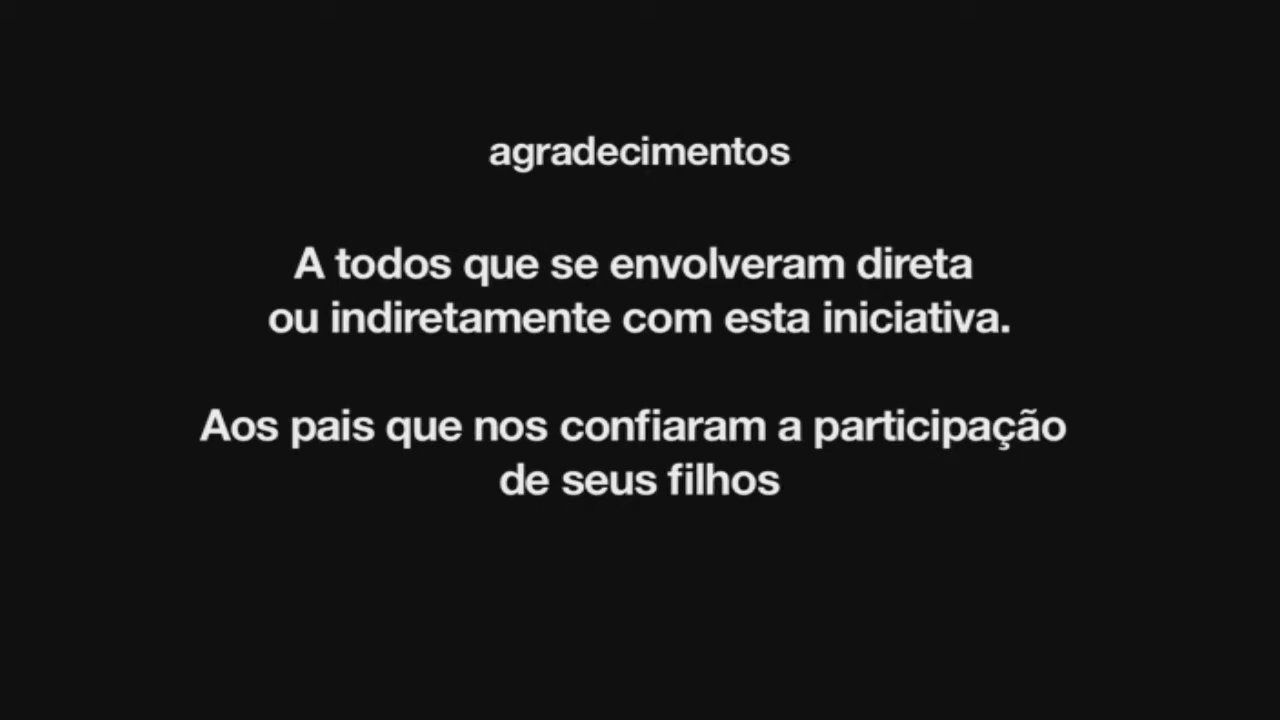 agradecimentos
A todos que se envolveram direta
ou indiretamente com esta iniciativa.
Aos pais que nos confiaram a participação
de seus filhos